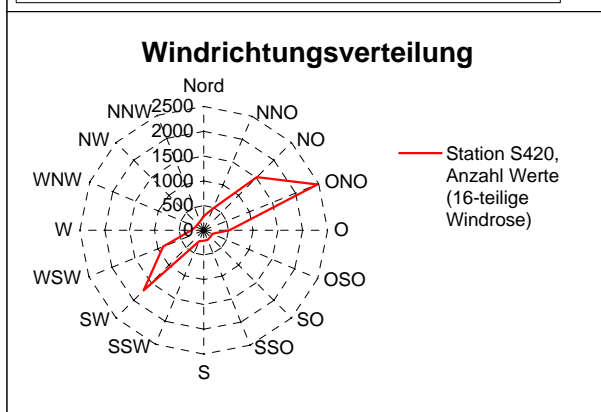 Windrichtungsverteilung
Nord
NNW
NNO
NW
NO
WNW
ONO
W
O
WSW
OSO
SW
SO
SSW
SSO
S
2500
2000
1500
1000
500
0
Station S420,
Anzahl Werte
(16-teilige
Windrose)